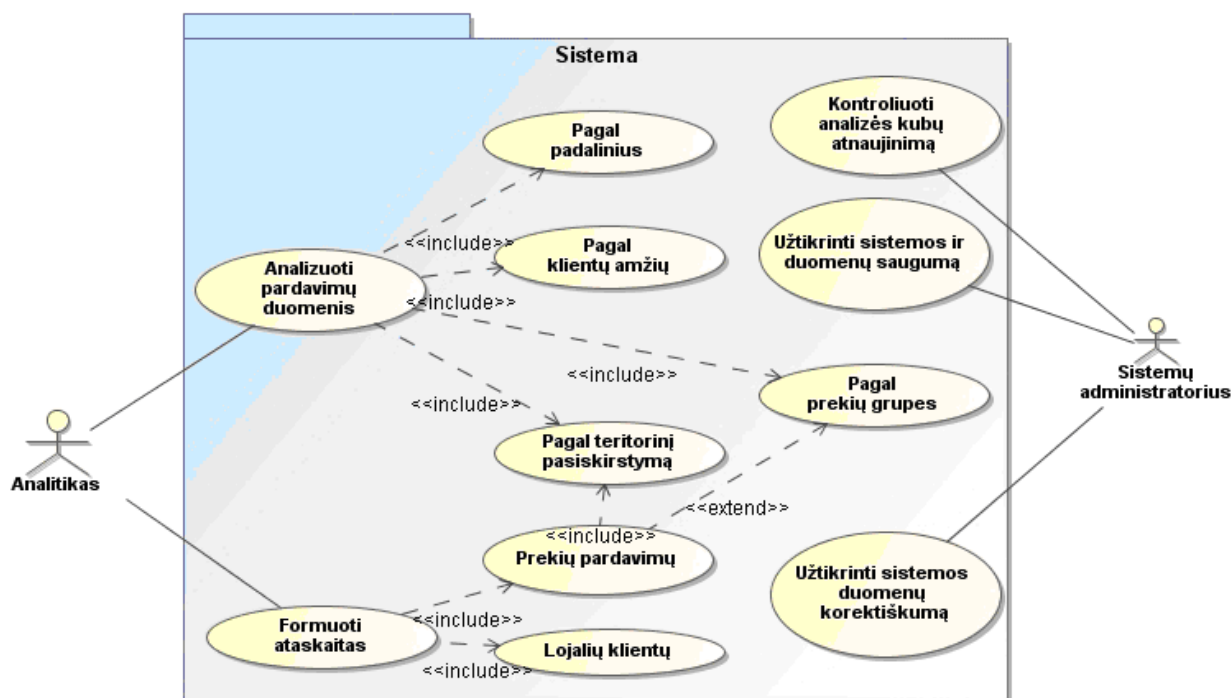 Sistema
Pagal
padalinius
Kontroliuoti
analizės kubų
atnaujinimą
<<include>>
Pagal
klientų amžių
Užtikrinti sistemos ir
duomenų saugumą
Analizuoti
pardavimų
duomenis
<<include>>
<<include>>
Pagal
prekių grupes
Sistemų
administratorius
<<include>>
Pagal teritorinį
pasiskirstymą
Analitikas
<<extend>>
<<include>>
Prekių pardavimų
Užtikrinti sistemos
duomenų
korektiškumą
<<include>>
Formuoti
ataskaitas
Lojalių klientų
<<include>>